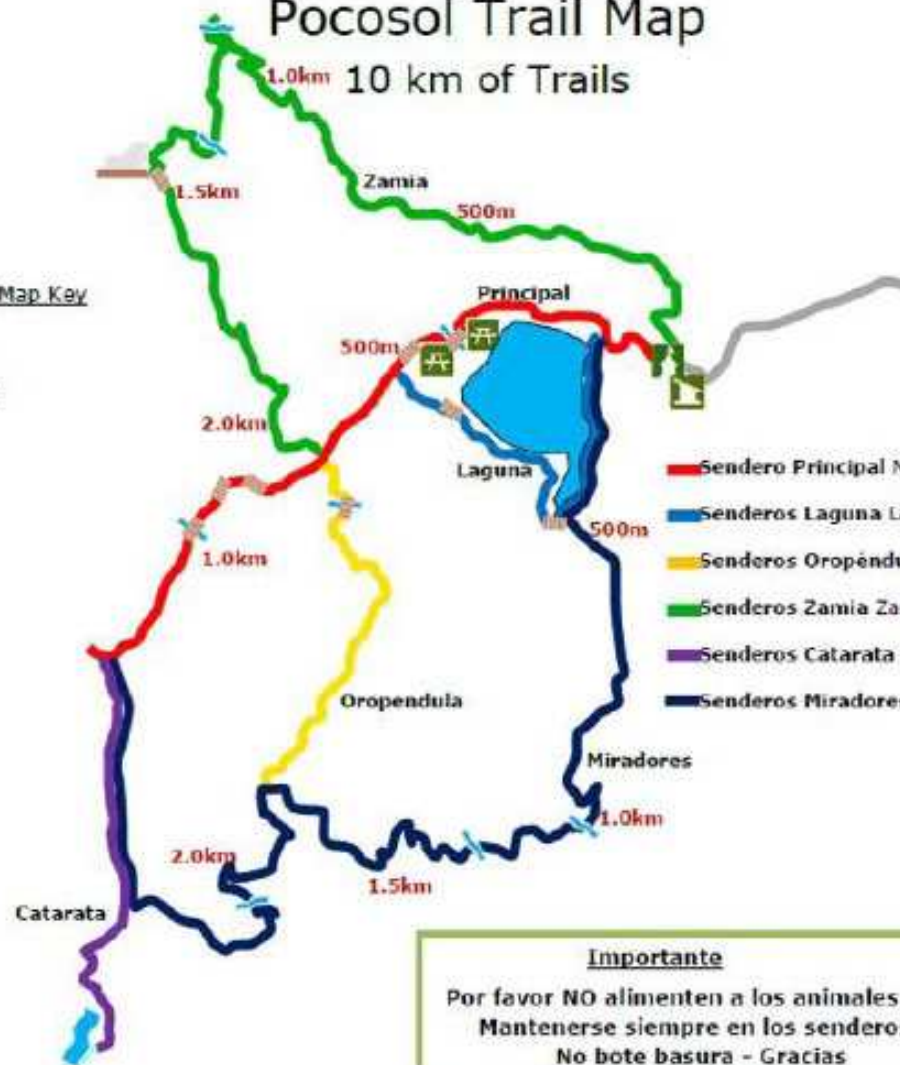 Pocosol Trail Map
10 km of Trails
1.0km
Zamia
1.5km
500m
Map Key
Principal
500m
2.0km
Laguna
Sendero Principal
Senderos Laguna
500m
1.0km
Senderos
Senderos Zamia
Senderos Catarata
Oropendula
Senderos
Miradores
1.0km
2.0km
1.5km
Catarata
Importante
Por favor NO alimenten a los animales
Mantenerse siempre en los
No bote basura - Gracias